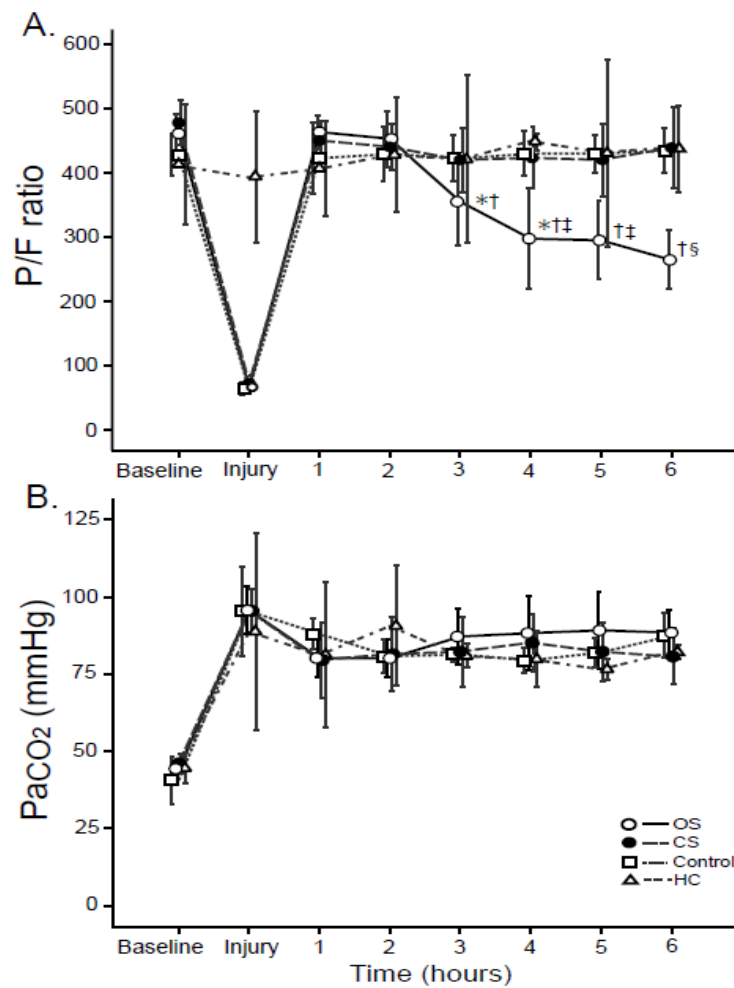 A.
P/F ratio
600
500
400
300
200
100
0
*†
*†‡
†‡
†§
Baseline Injury 1 2 3 4 5 6
B.
PaCO2 (mmHg)
125
100
75
50
25
0
OS
CS
Control
HC
Baseline Injury 1 2 3 4 5 6
Time (hours)